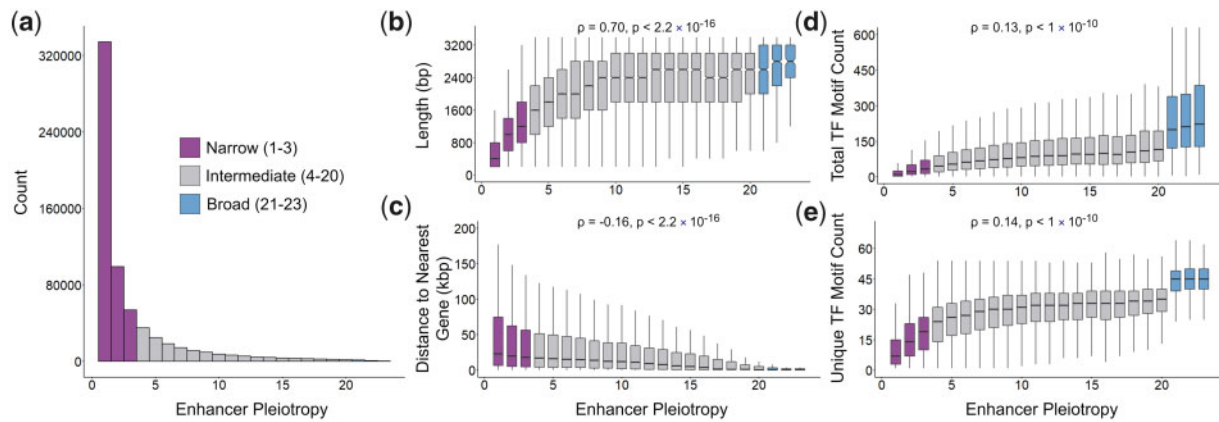 (a)
Count
320000
240000
160000
80000
0
0
5
10
15
20
Enhancer Pleiotropy
Narrow (1-3)
Intermediate (4-20)
Broad (21-23)
(b)
ρ = 0.70, p < 2.2 × 10⁻¹⁶
Length (bp)
3200
2400
1600
800
0
0
5
10
15
20
(c)
ρ = -0.16, p < 2.2 × 10⁻¹⁶
Distance to Nearest
Gene (kbp)
200
150
100
50
0
0
5
10
15
20
Enhancer Pleiotropy
(d)
ρ = 0.13, p < 1 × 10⁻¹⁰
Total TF Motif Count
600
450
300
150
0
0
5
10
15
20
(e)
ρ = 0.14, p < 1 × 10⁻¹⁰
Unique TF Motif Count
60
45
30
15
0
0
5
10
15
20
Enhancer Pleiotropy